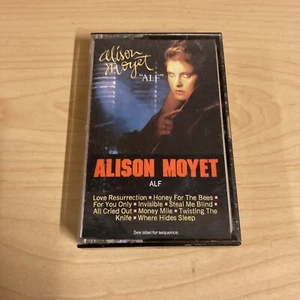 alison
moyet
"ALF"
ALISON MOYET
ALF
Love Resurrection ▪ Honey For The Bees ▪
For You Only ▪ Invisible ▪ Steal Me Blind ▪
All Cried Out ▪ Money Mile ▪ Twisting The
Knife ▪ Where Hides Sleep
See label for sequence.